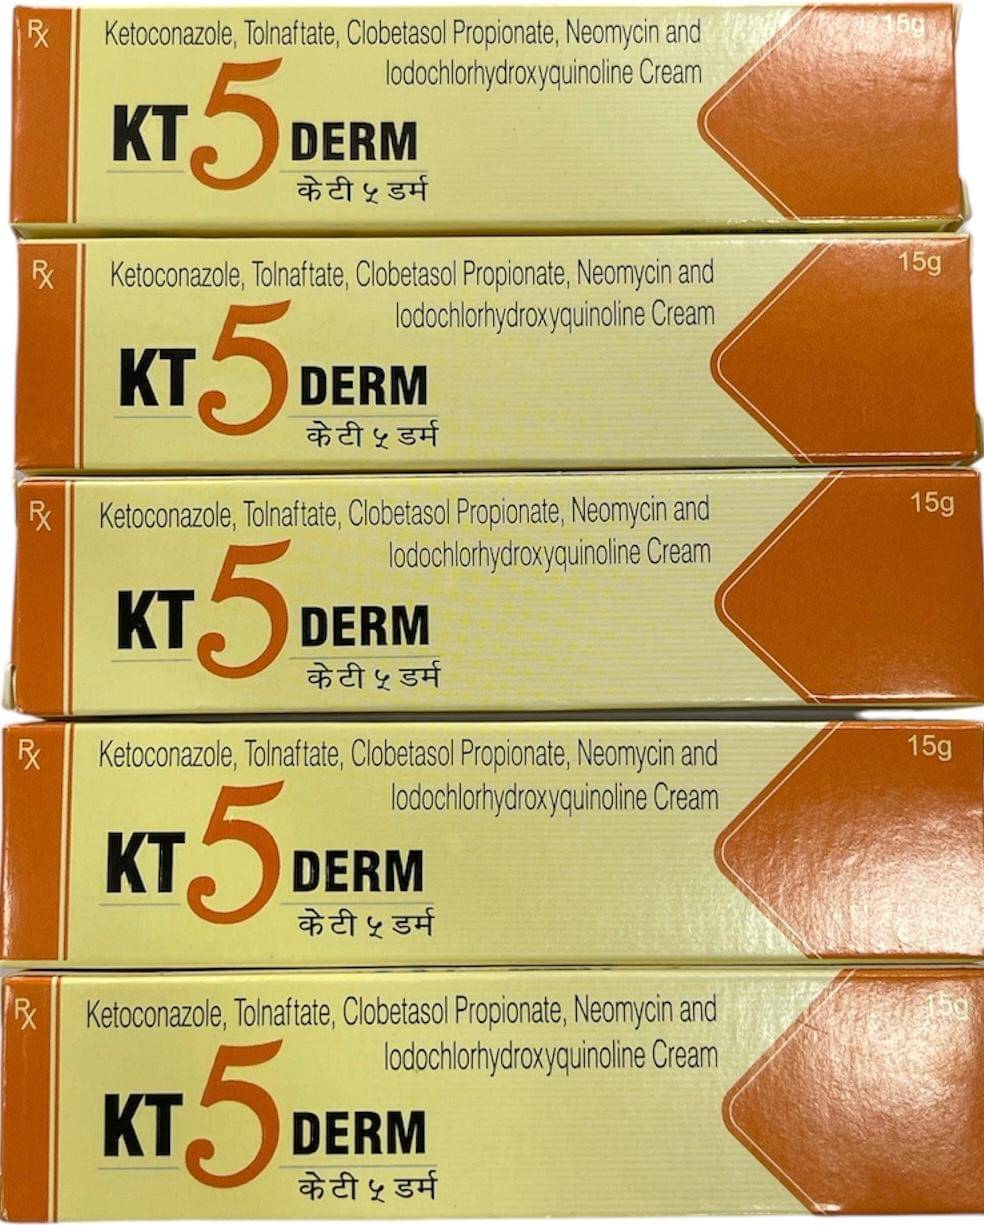 Rx
Ketoconazole, Tolnaftate, Clobetasol Propionate, Neomycin and
Iodochlorhydroxyquinoline Cream
15g
KT 5 DERM
के टी ५ डर्म
Rx
Ketoconazole, Tolnaftate, Clobetasol Propionate, Neomycin and
Iodochlorhydroxyquinoline Cream
15g
KT 5 DERM
के टी ५ डर्म
Rx
Ketoconazole, Tolnaftate, Clobetasol Propionate, Neomycin and
Iodochlorhydroxyquinoline Cream
15g
KT 5 DERM
के टी ५ डर्म
Rx
Ketoconazole, Tolnaftate, Clobetasol Propionate, Neomycin and
Iodochlorhydroxyquinoline Cream
15g
KT 5 DERM
के टी ५ डर्म
Rx
Ketoconazole, Tolnaftate, Clobetasol Propionate, Neomycin and
Iodochlorhydroxyquinoline Cream
15g
KT 5 DERM
के टी ५ डर्म